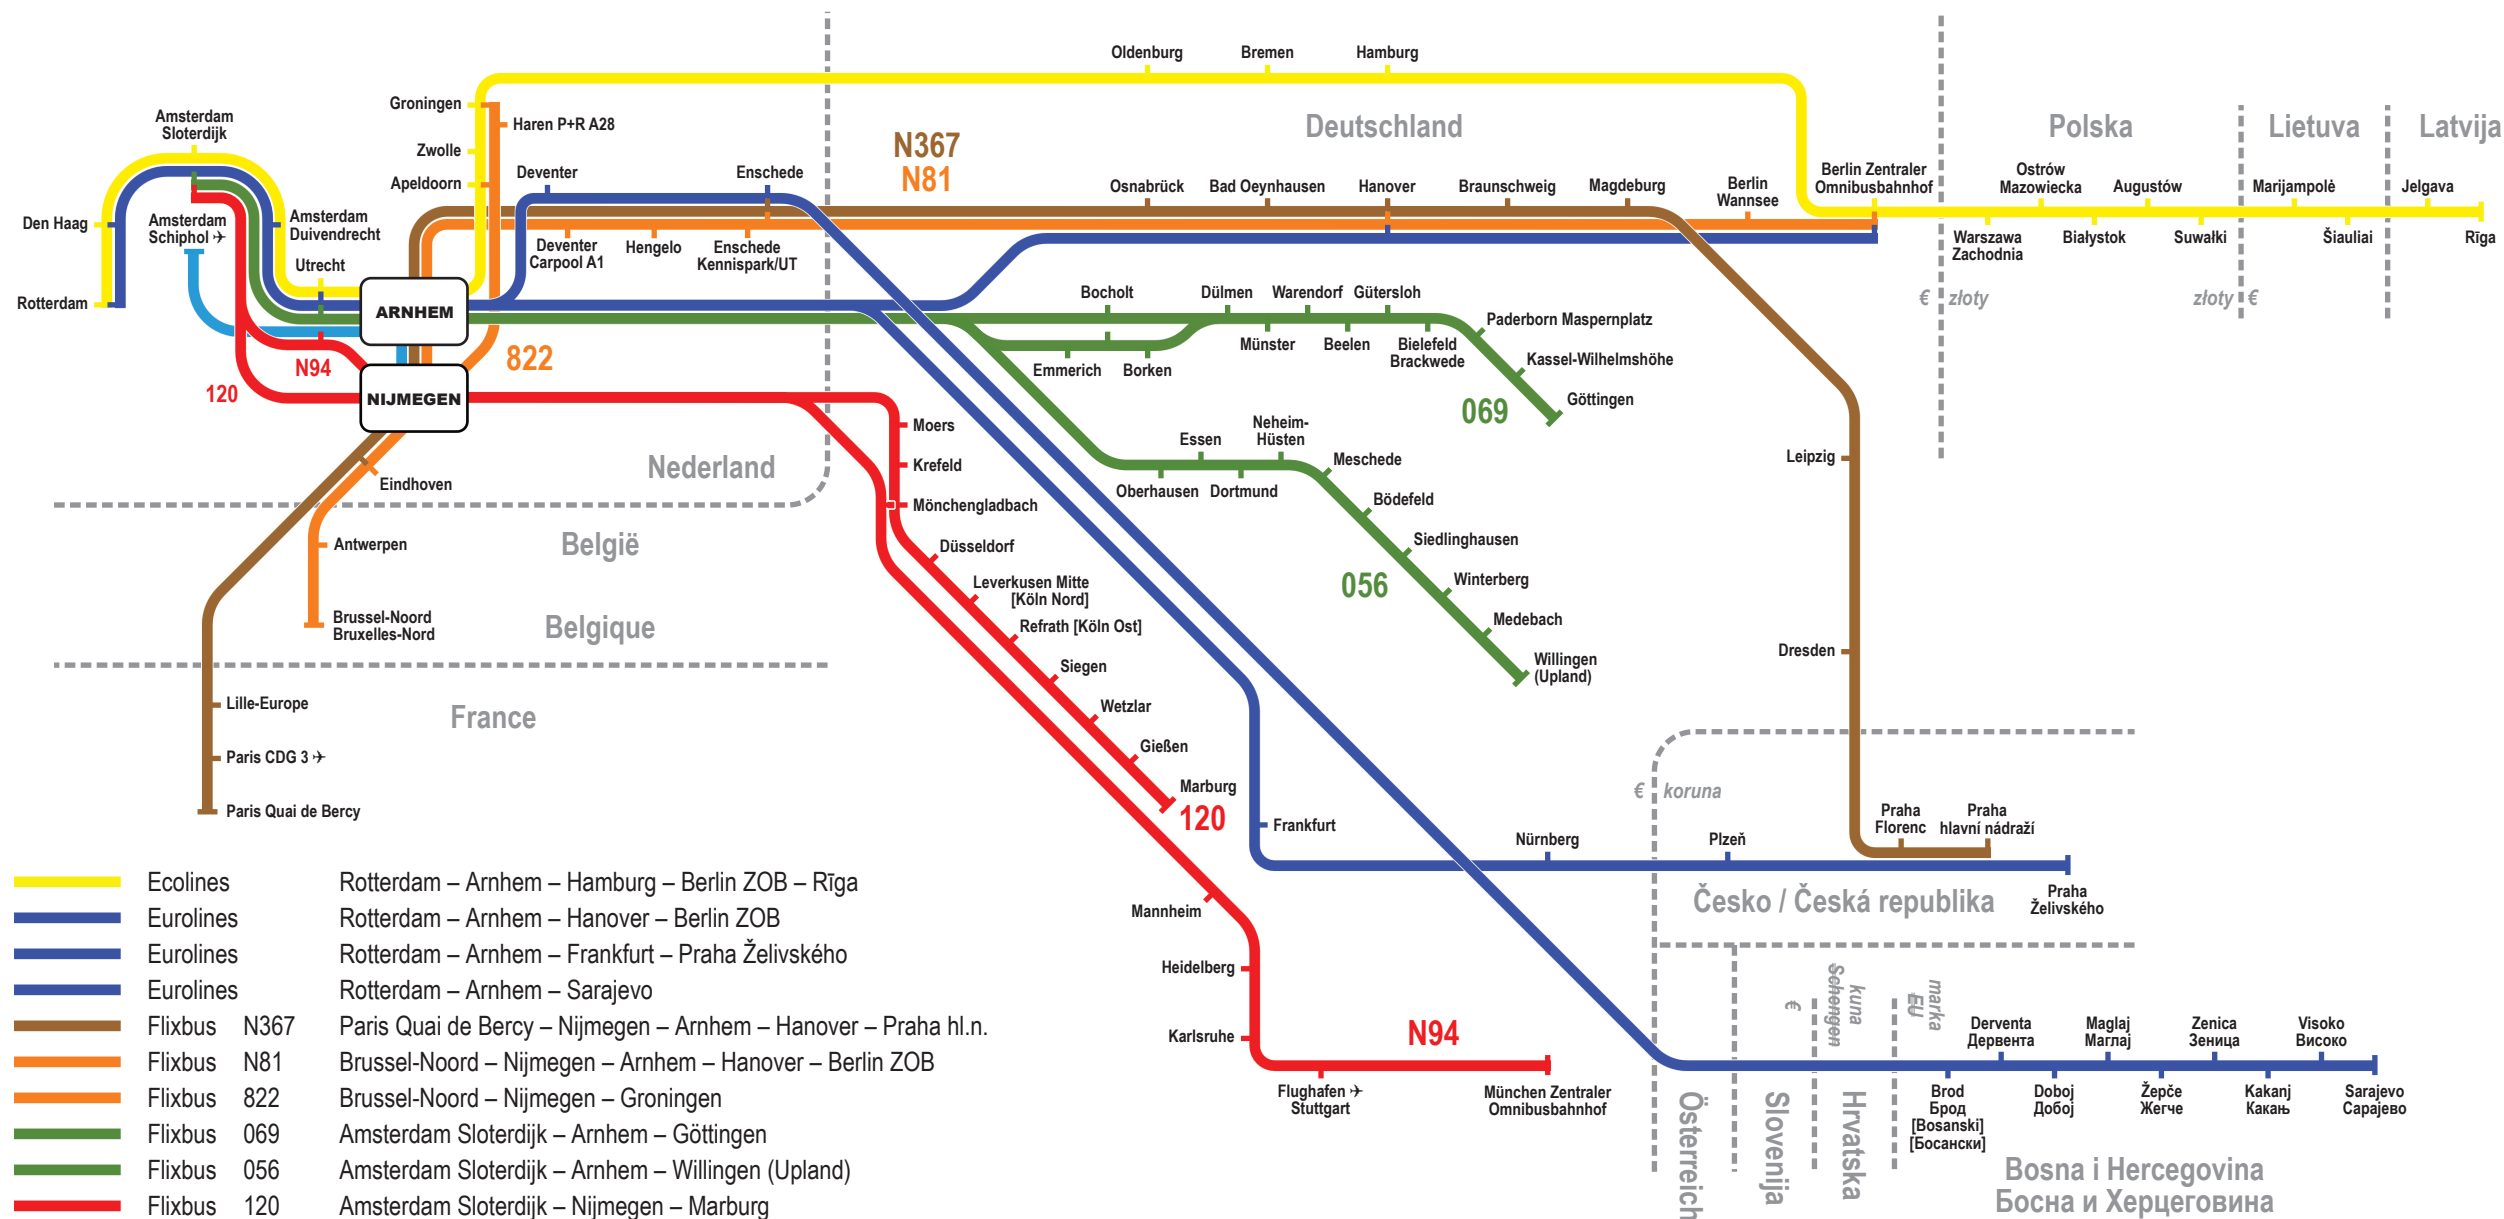 Oldenburg
Bremen
Hamburg
Groningen
Haren P+R A28
Zwolle
Apeldoorn
Amsterdam
Sloterdijk
Den Haag
Amsterdam
Schiphol ✈
Amsterdam
Duivendrecht
Utrecht
Rotterdam
ARNHEM
NIJMEGEN
N94
120
822
Deventer
Enschede
Deventer
Carpool A1
Hengelo
Enschede
Kennispark/UT
N367
N81
Deutschland
Polska
Lietuva
Latvija
Osnabrück
Bad Oeynhausen
Hanover
Braunschweig
Magdeburg
Berlin
Wannsee
Berlin Zentraler
Omnibusbahnhof
Ostrów
Mazowiecka
Augustów
Marijampolė
Jelgava
Warszawa
Zachodnia
Białystok
Suwałki
Šiauliai
Rīga
€
złoty
złoty
€
Bocholt
Dülmen
Warendorf
Gütersloh
Paderborn Maspernplatz
Emmerich
Borken
Münster
Beelen
Bielefeld
Brackwede
Kassel-Wilhelmshöhe
Göttingen
069
Essen
Neheim-
Hüsten
Meschede
Oberhausen
Dortmund
Bödefeld
Siedlinghausen
Winterberg
Medebach
Willingen
(Upland)
056
Moers
Krefeld
Mönchengladbach
Düsseldorf
Leverkusen Mitte
[Köln Nord]
Refrath [Köln Ost]
Siegen
Wetzlar
Gießen
Marburg
120
Nederland
Eindhoven
België
Antwerpen
Belgique
Brussel-Noord
Bruxelles-Nord
France
Lille-Europe
Paris CDG 3 ✈
Paris Quai de Bercy
Leipzig
Dresden
€
koruna
Praha
Florenc
Praha
hlavní nádraží
Frankfurt
Nürnberg
Plzeň
Praha
Želivského
Česko / Česká republika
Mannheim
Heidelberg
Karlsruhe
N94
Flughafen ✈
Stuttgart
München Zentraler
Omnibusbahnhof
€
Schengen
kuna
EU
marka
Österreich
Slovenija
Hrvatska
Derventa
Дервента
Maglaj
Маглај
Zenica
Зеница
Visoko
Високо
Brod
Брод
[Bosanski]
[Босански]
Doboj
Добој
Žepče
Жегче
Kakanj
Какањ
Sarajevo
Сарајево
Bosna i Hercegovina
Босна и Херцеговина
Ecolines Rotterdam – Arnhem – Hamburg – Berlin ZOB – Rīga
Eurolines Rotterdam – Arnhem – Hanover – Berlin ZOB
Eurolines Rotterdam – Arnhem – Frankfurt – Praha Želivského
Eurolines Rotterdam – Arnhem – Sarajevo
Flixbus N367 Paris Quai de Bercy – Nijmegen – Arnhem – Hanover – Praha hl.n.
Flixbus N81 Brussel-Noord – Nijmegen – Arnhem – Hanover – Berlin ZOB
Flixbus 822 Brussel-Noord – Nijmegen – Groningen
Flixbus 069 Amsterdam Sloterdijk – Arnhem – Göttingen
Flixbus 056 Amsterdam Sloterdijk – Arnhem – Willingen (Upland)
Flixbus 120 Amsterdam Sloterdijk – Nijmegen – Marburg